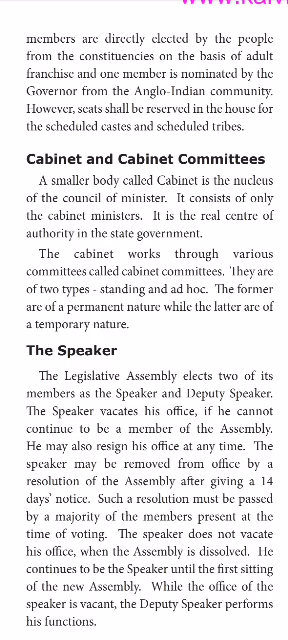 members are directly elected by the people
from the constituencies on the basis of adult
franchise and one member is nominated by the
Governor from the Anglo-Indian community.
However, seats shall be reserved in the house for
the scheduled castes and scheduled tribes.
Cabinet and Cabinet Committees
A smaller body called Cabinet is the nucleus
of the council of minister. It consists of only
the cabinet ministers. It is the real centre of
authority in the state government.
The cabinet works through various
committees called cabinet committees. They are
of two types - standing and ad hoc. The former
are of a permanent nature while the latter are of
a temporary nature.
The Speaker
The Legislative Assembly elects two of its
members as the Speaker and Deputy Speaker.
The Speaker vacates his office, if he cannot
continue to be a member of the Assembly.
He may also resign his office at any time. The
speaker may be removed from office by a
resolution of the Assembly after giving a 14
days' notice. Such a resolution must be passed
by a majority of the members present at the
time of voting. The speaker does not vacate
his office, when the Assembly is dissolved. He
continues to be the Speaker until the first sitting
of the new Assembly. While the office of the
speaker is vacant, the Deputy Speaker performs
his functions.